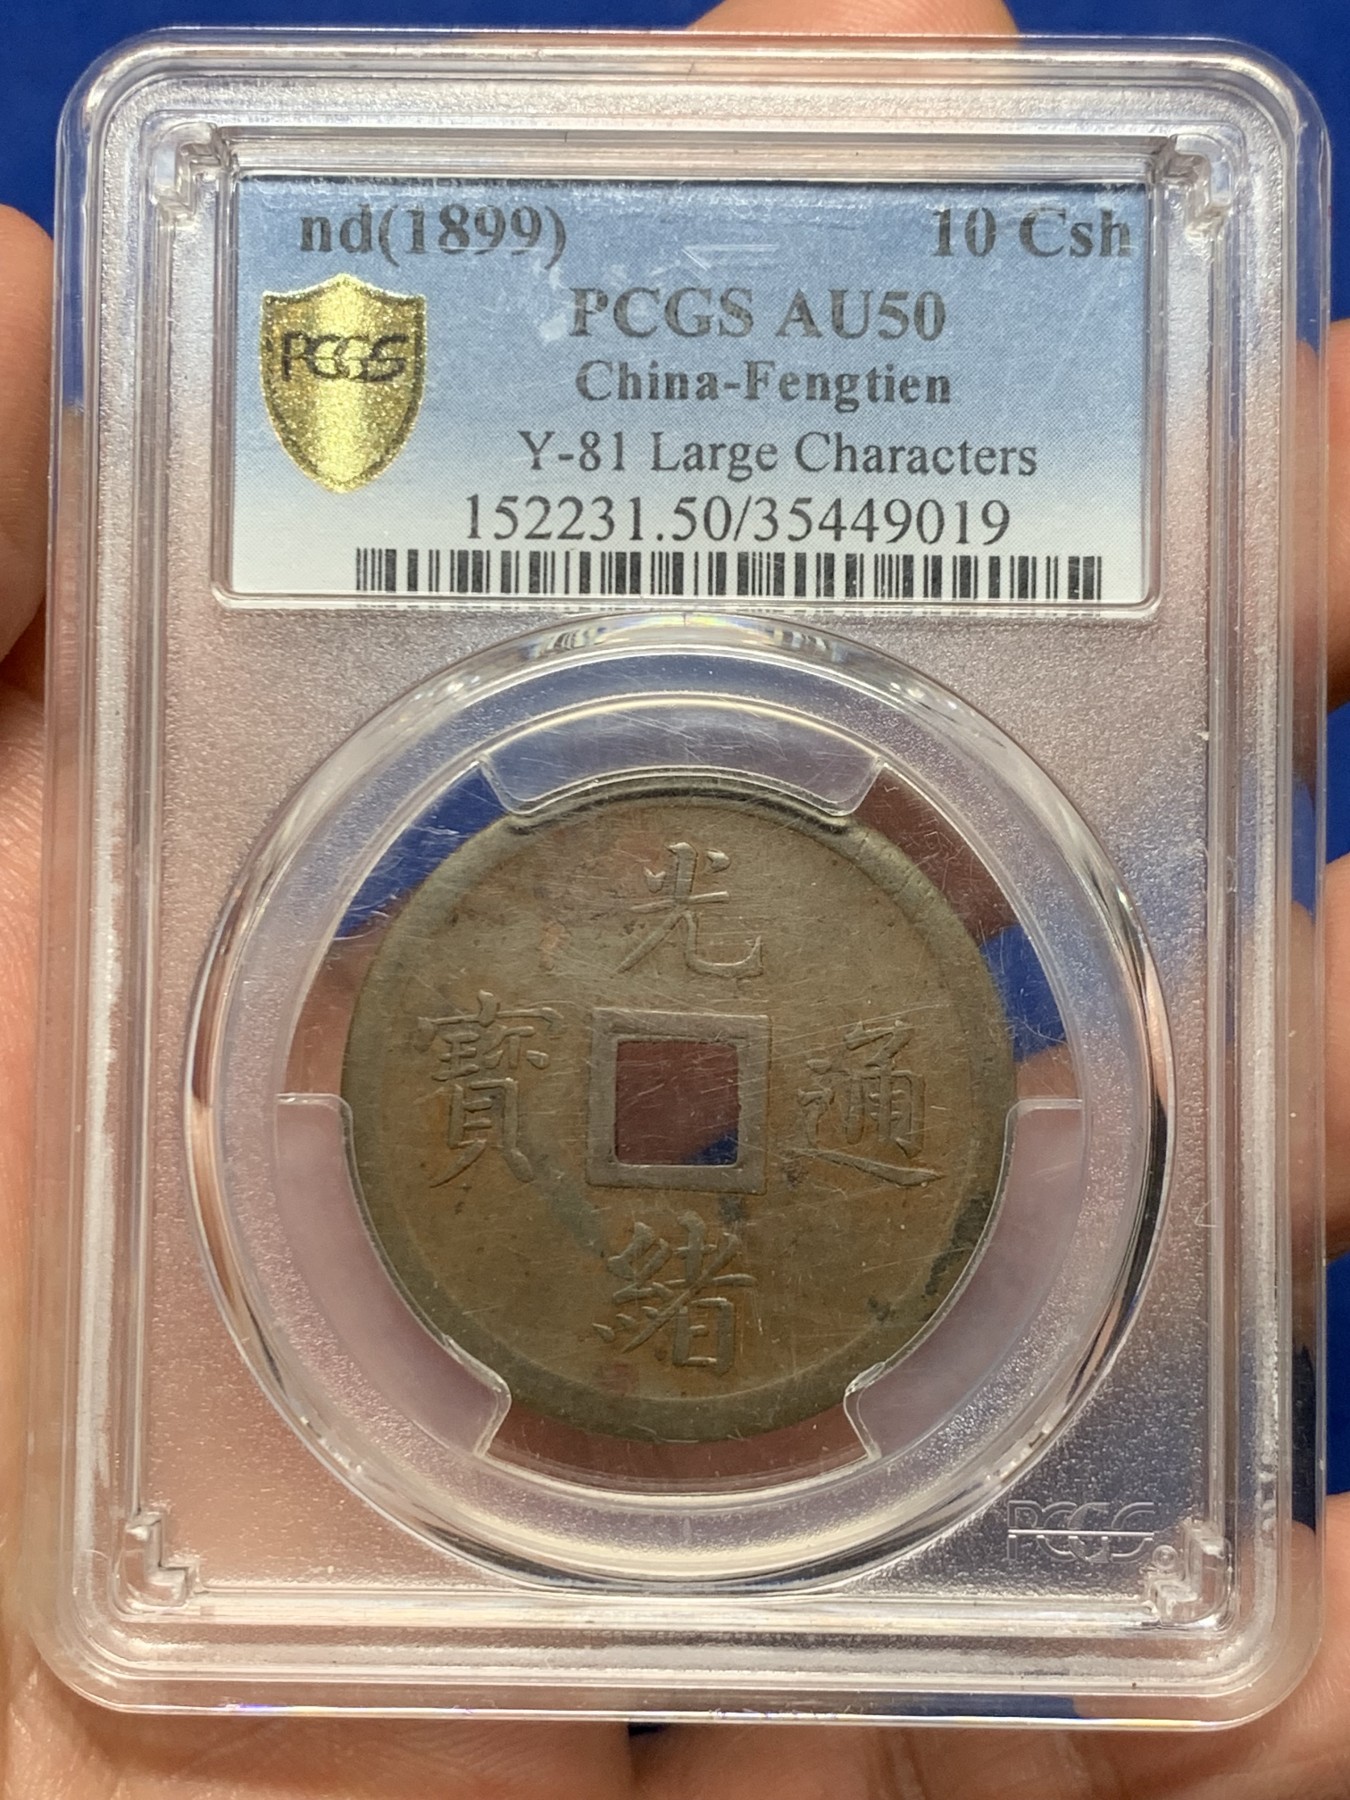 nd(1899) 10 Csh
PCGS AU50
PCGS
China-Fengtien
Y-81 Large Characters
152231.50/35449019
光
寶 通
緒
PCGS